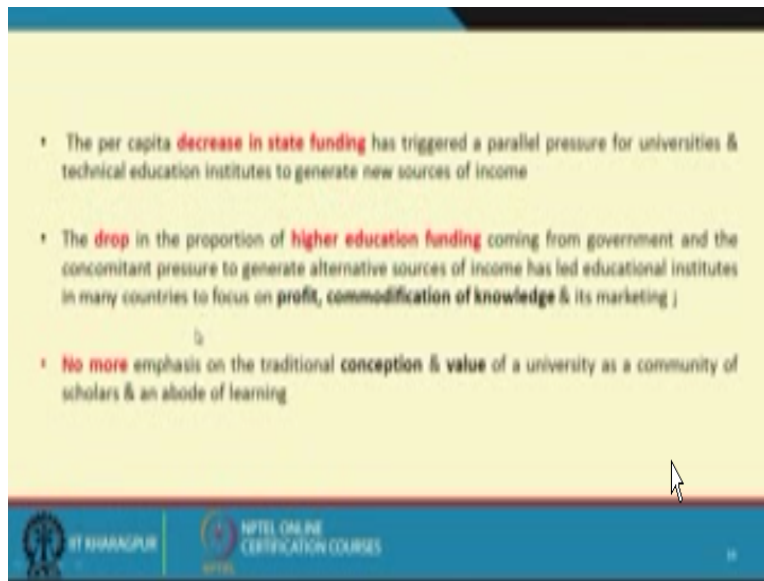 • The per capita decrease in state funding has triggered a parallel pressure for universities &
technical education institutes to generate new sources of income
• The drop in the proportion of higher education funding coming from government and the
concomitant pressure to generate alternative sources of income has led educational institutes
in many countries to focus on profit, commodification of knowledge & its marketing ;
• No more emphasis on the traditional conception & value of a university as a community of
scholars & an abode of learning
IIT KHARAGPUR
NPTEL ONLINE
CERTIFICATION COURSES
NPTEL